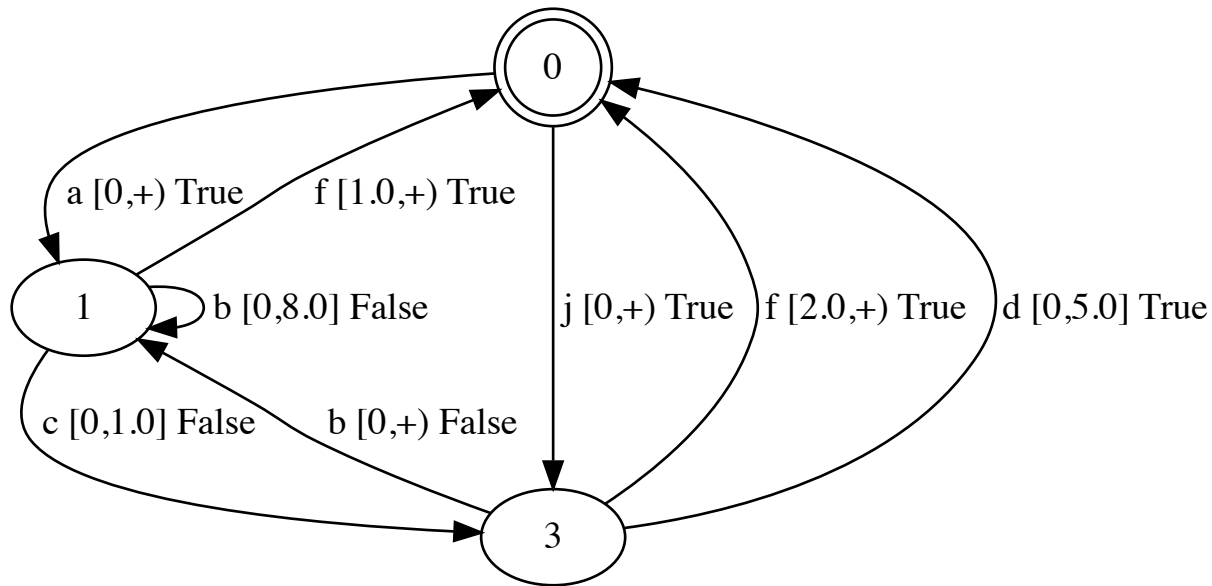 0
a [0,+) True
f [1.0,+) True
1
b [0,8.0] False
j [0,+) True
f [2.0,+) True
d [0,5.0] True
c [0,1.0] False
b [0,+) False
3